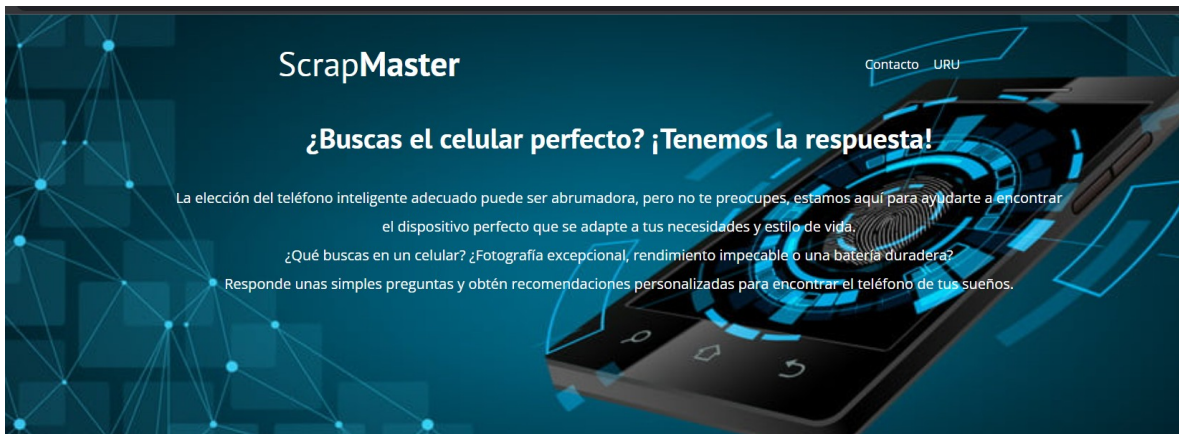 ScrapMaster
Contacto URU
¿Buscas el celular perfecto? ¡Tenemos la respuesta!
La elección del teléfono inteligente adecuado puede ser abrumadora, pero no te preocupes, estamos aquí para ayudarte a encontrar
el dispositivo perfecto que se adapte a tus necesidades y estilo de vida.
¿Qué buscas en un celular? ¿Fotografía excepcional, rendimiento impecable o una batería duradera?
Responde unas simples preguntas y obtén recomendaciones personalizadas para encontrar el teléfono de tus sueños.